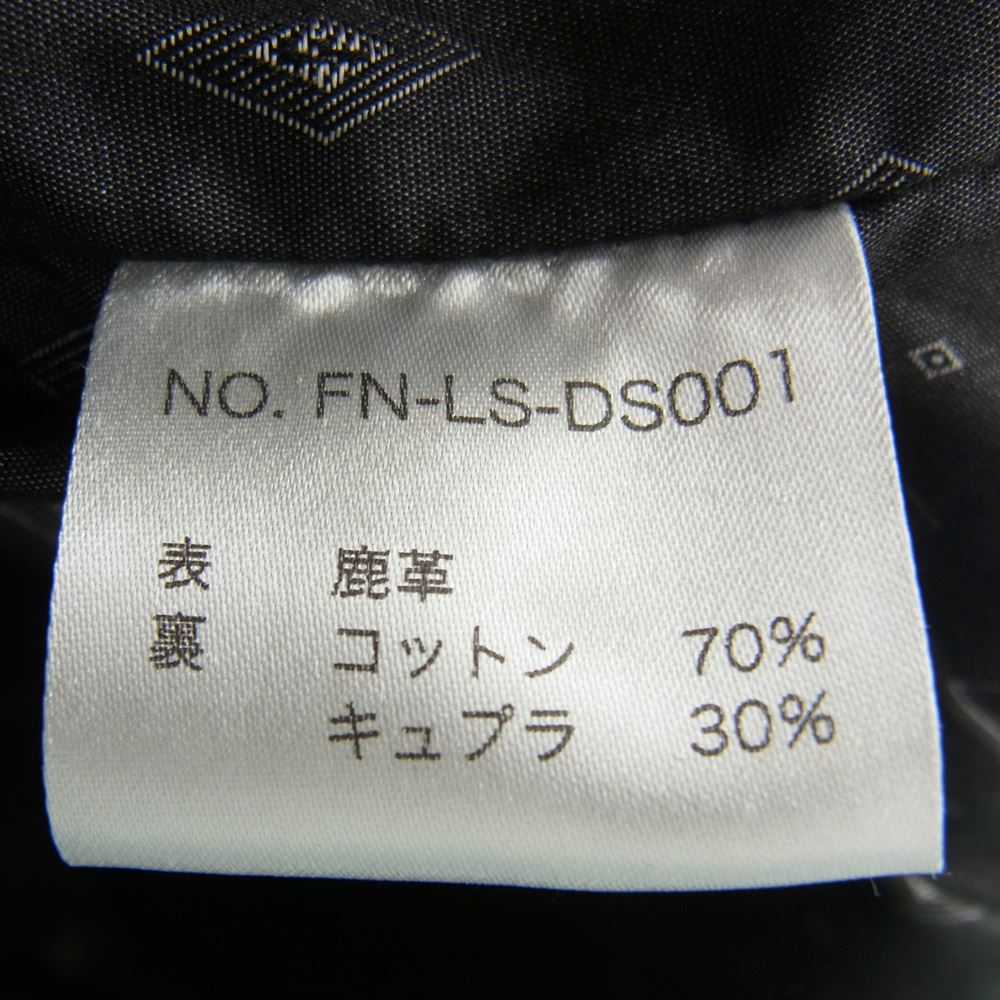 NO. FN-LS-DS001
表 鹿革
裏 コットン 70%
キュプラ 30%